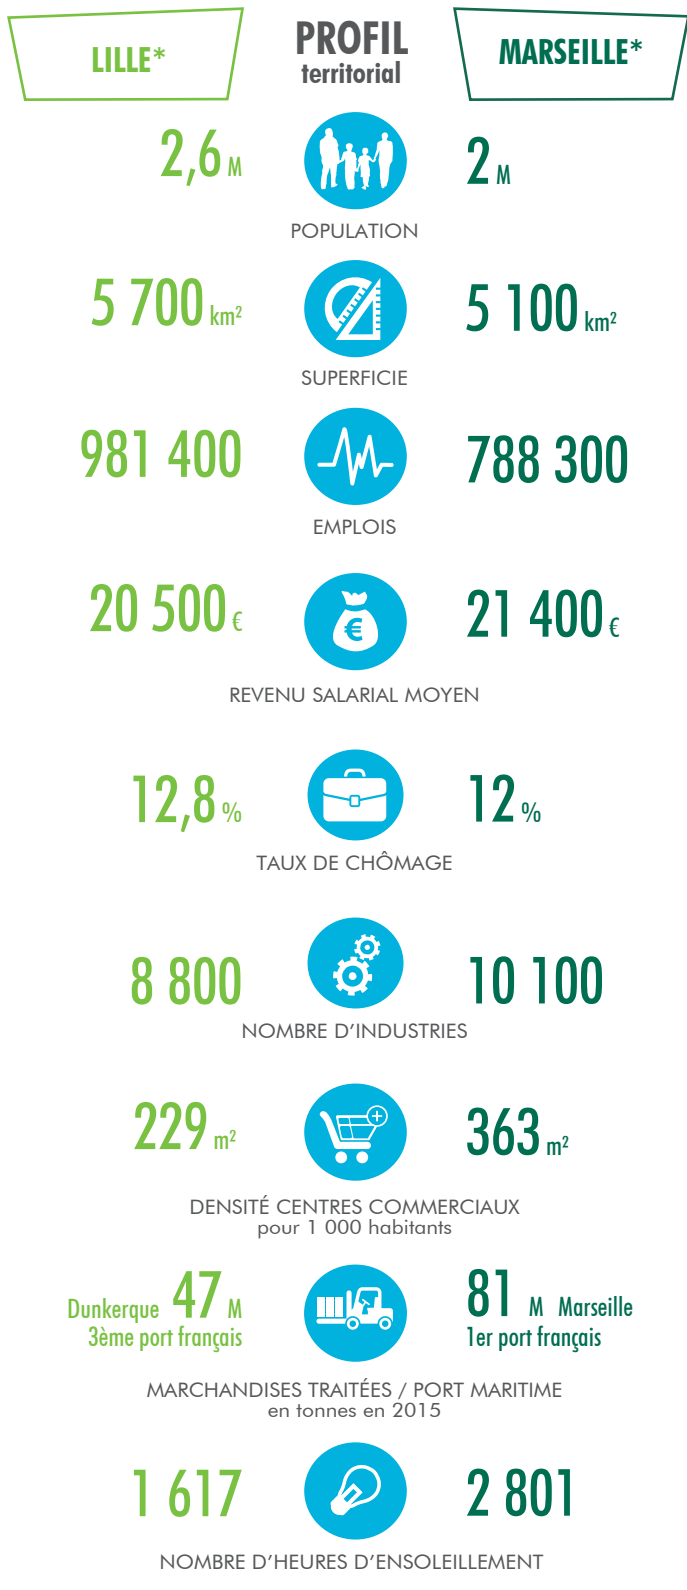 LILLE*
PROFIL
territorial
MARSEILLE*
2,6 M
2 M
POPULATION
5 700 km²
5 100 km²
SUPERFICIE
981 400
788 300
EMPLOIS
20 500 €
€
21 400 €
REVENU SALARIAL MOYEN
12,8 %
12 %
TAUX DE CHÔMAGE
8 800
10 100
NOMBRE D’INDUSTRIES
229 m²
363 m²
DENSITÉ CENTRES COMMERCIAUX
pour 1 000 habitants
Dunkerque 47 M
3ème port français
81 M Marseille
1er port français
MARCHANDISES TRAITÉES / PORT MARITIME
en tonnes en 2015
1 617
2 801
NOMBRE D’HEURES D’ENSOLEILLEMENT